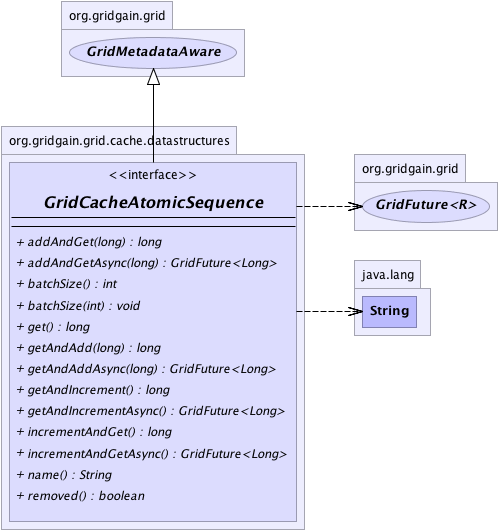 org.gridgain.grid
GridMetadataAware
org.gridgain.grid.cache.datastructures
<<interface>>
GridCacheAtomicSequence
+ addAndGet(long) : long
+ addAndGetAsync(long) : GridFuture<Long>
+ batchSize() : int
+ batchSize(int) : void
+ get() : long
+ getAndAdd(long) : long
+ getAndAddAsync(long) : GridFuture<Long>
+ getAndIncrement() : long
+ getAndIncrementAsync() : GridFuture<Long>
+ incrementAndGet() : long
+ incrementAndGetAsync() : GridFuture<Long>
+ name() : String
+ removed() : boolean
org.gridgain.grid
GridFuture<R>
java.lang
String